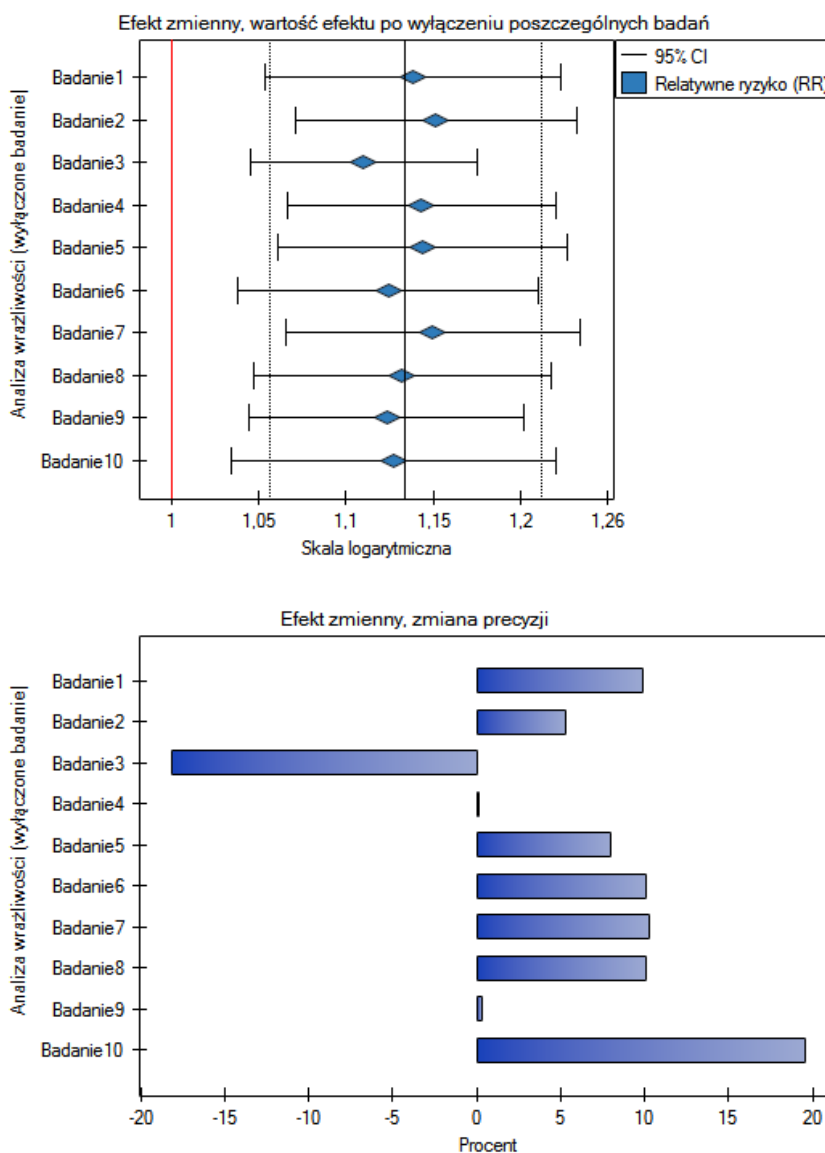 Efekt zmienny, wartość efektu po wyłączeniu poszczególnych badań
95% CI
Relatywne ryzyko (RR)
Analiza wrażliwości (wyłączone badanie)
Badanie1
Badanie2
Badanie3
Badanie4
Badanie5
Badanie6
Badanie7
Badanie8
Badanie9
Badanie10
1 1,05 1,1 1,15 1,2 1,26
Skala logarytmiczna
Efekt zmienny, zmiana precyzji
Analiza wrażliwości (wyłączone badanie)
Badanie1
Badanie2
Badanie3
Badanie4
Badanie5
Badanie6
Badanie7
Badanie8
Badanie9
Badanie10
-20 -15 -10 -5 0 5 10 15 20
Procent